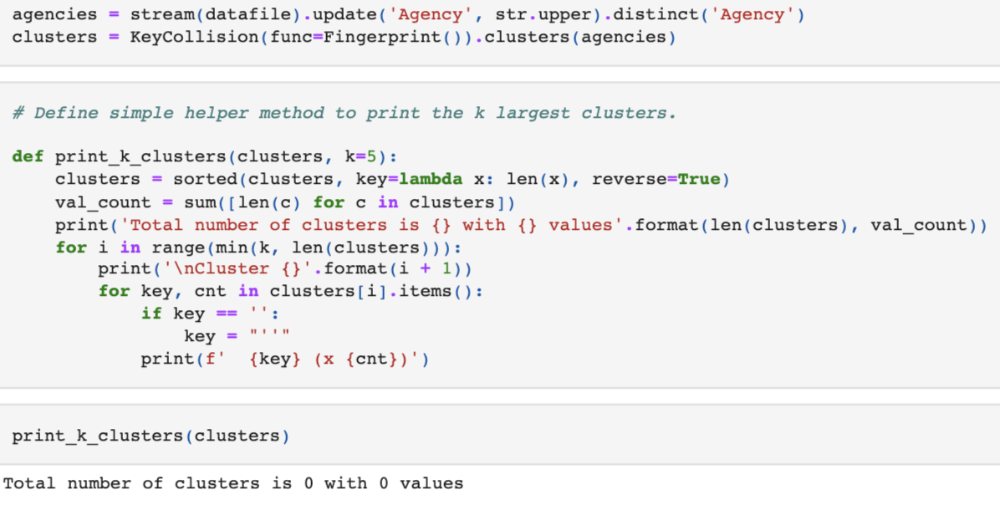 agencies = stream(datafile).update('Agency', str.upper).distinct('Agency')
clusters = KeyCollision(func=Fingerprint()).clusters(agencies)
# Define simple helper method to print the k largest clusters.
def print_k_clusters(clusters, k=5):
    clusters = sorted(clusters, key=lambda x: len(x), reverse=True)
    val_count = sum([len(c) for c in clusters])
    print('Total number of clusters is {} with {} values'.format(len(clusters), val_count))
    for i in range(min(k, len(clusters))):
        print('\nCluster {}'.format(i + 1))
        for key, cnt in clusters[i].items():
            if key == '':
                key = "''"
            print(f'  {key} (x {cnt})')
print_k_clusters(clusters)
Total number of clusters is 0 with 0 values